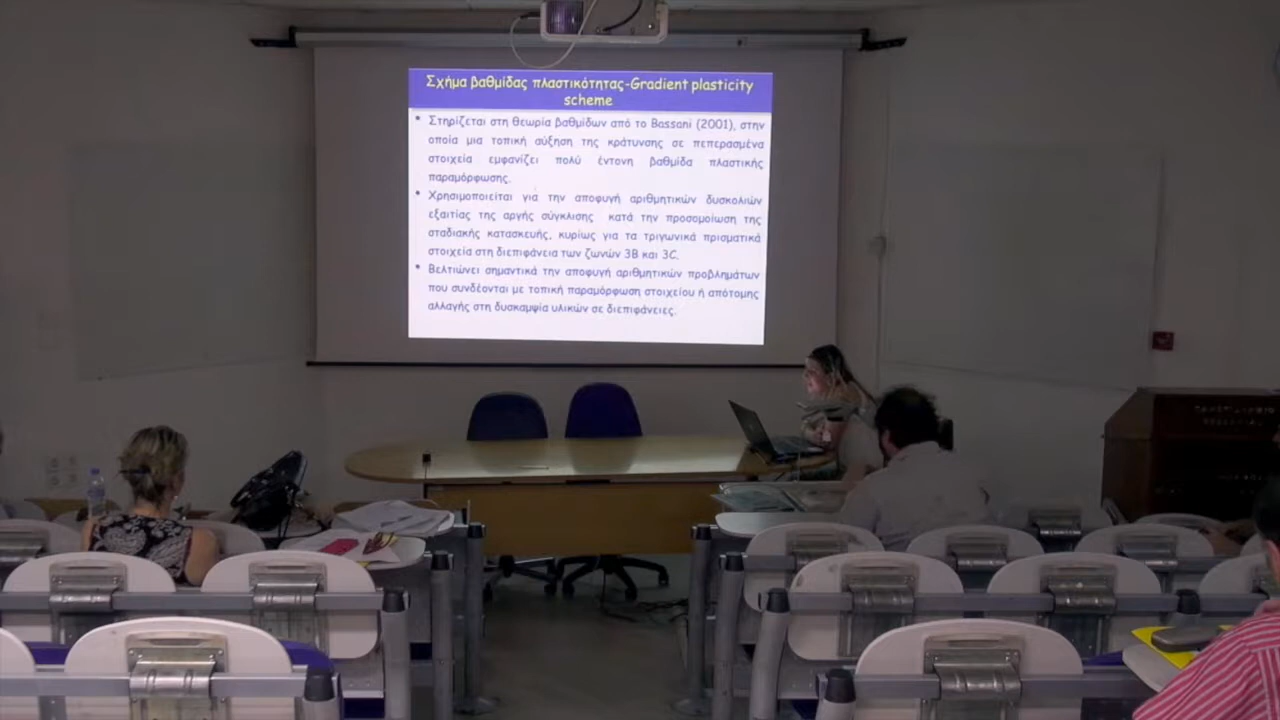 Σχήμα βαθμίδας πλαστικότητας-Gradient plasticity
scheme
• Στηρίζεται στη θεωρία βαθμίδων από το Bassani (2001), στην
οποία μια τοπική αύξηση της κράτυνσης σε πεπερασμένα
στοιχεία εμφανίζει πολύ έντονη βαθμίδα πλαστικής
παραμόρφωσης.
• Χρησιμοποιείται για την αποφυγή αριθμητικών δυσκολιών
εξαιτίας της αργής σύγκλισης κατά την προσομοίωση της
σταδιακής κατασκευής, κυρίως για τα τριγωνικά πρισματικά
στοιχεία στη διεπιφάνεια των ζωνών 3B και 3C.
• Βελτιώνει σημαντικά την αποφυγή αριθμητικών προβλημάτων
που συνδέονται με τοπική παραμόρφωση στοιχείου ή απότομης
αλλαγής στη δυσκαμψία υλικών σε διεπιφάνειες.